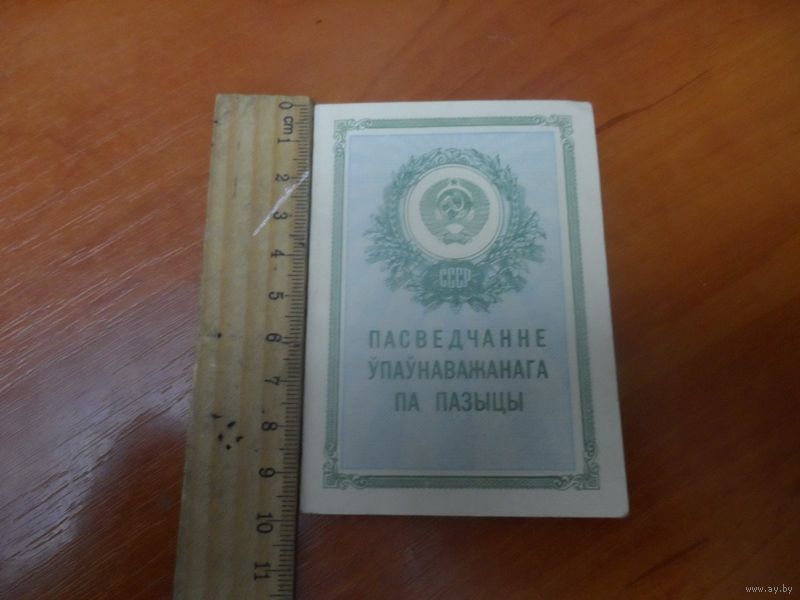 0 cm 1 2 3 4 5 6 7 8 9 10 11
СССР
ПАСВЕДЧАННЕ
ЎПАЎНАВАЖАНАГА
ПА ПАЗЫЦЫ
www.ay.by